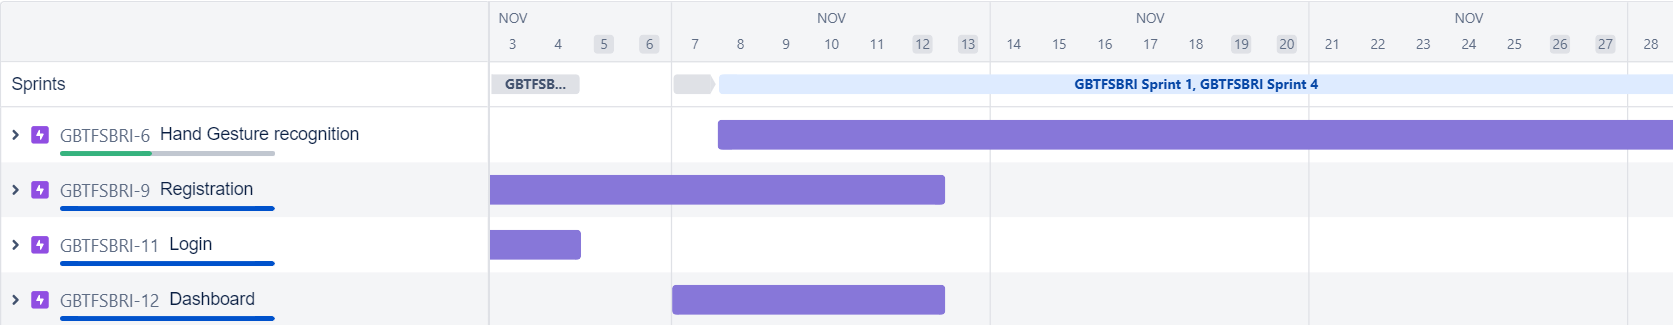 NOV NOV NOV NOV
3 4 5 6 7 8 9 10 11 12 13 14 15 16 17 18 19 20 21 22 23 24 25 26 27 28
Sprints GBTFSB... GBTFSBRI Sprint 1, GBTFSBRI Sprint 4
GBTFSBRI-6 Hand Gesture recognition
GBTFSBRI-9 Registration
GBTFSBRI-11 Login
GBTFSBRI-12 Dashboard